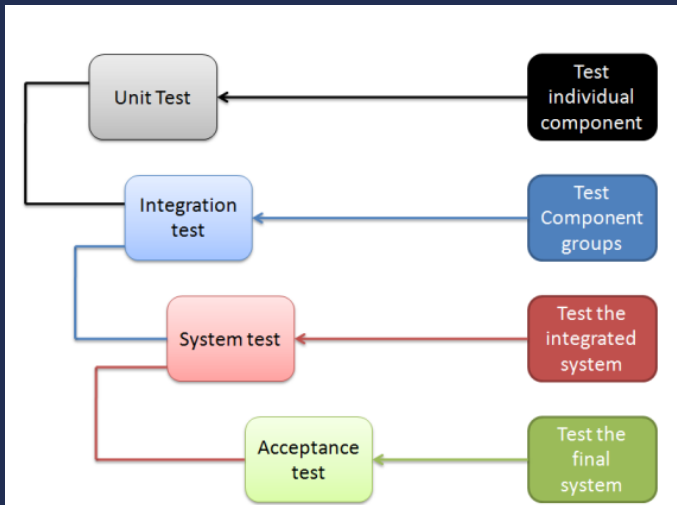 Unit Test
Test
individual
component
Integration
test
Test
Component
groups
System test
Test the
integrated
system
Acceptance
test
Test the
final
system